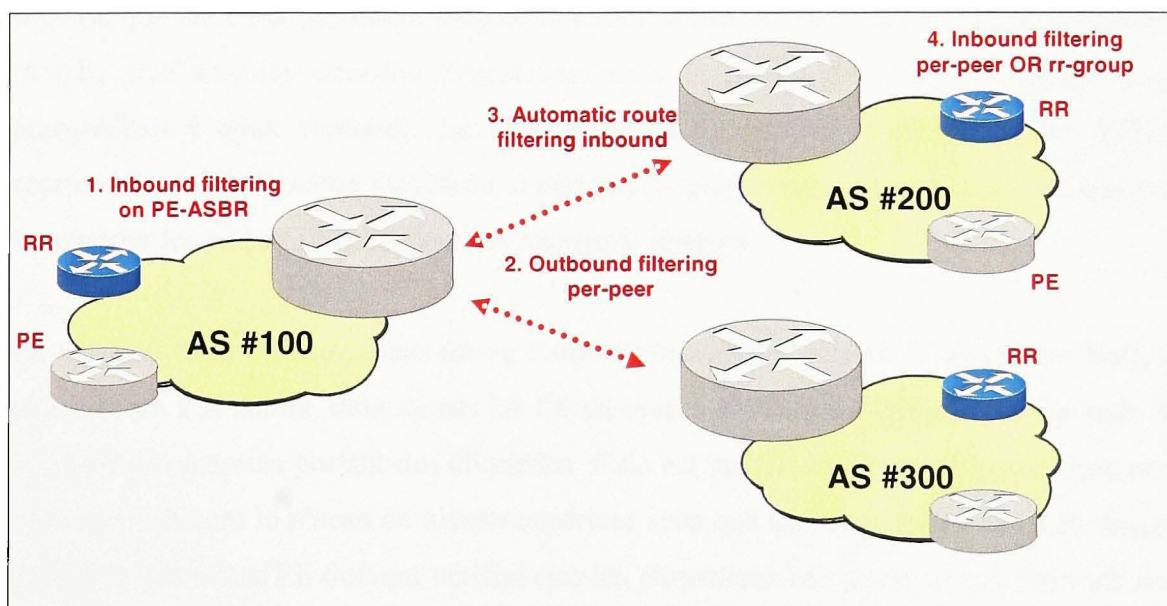 4. Inbound filtering
per-peer OR rr-group
3. Automatic route
filtering inbound
RR
1. Inbound filtering
on PE-ASBR
AS #200
RR
2. Outbound filtering
per-peer
PE
PE
AS #100
RR
AS #300